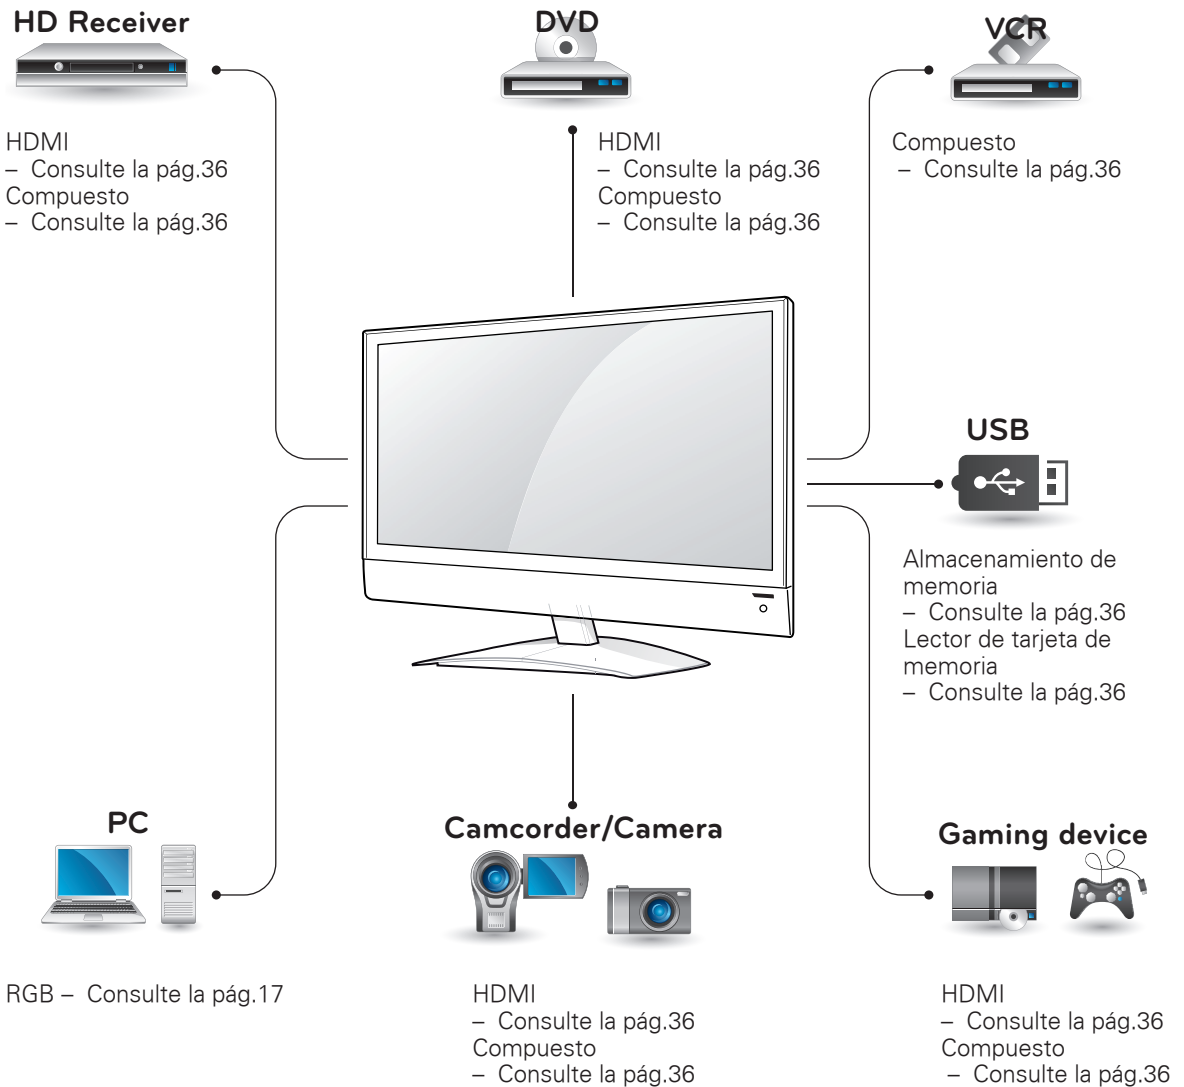 HD Receiver
HDMI
– Consulte la pág.36
Compuesto
– Consulte la pág.36
DVD
HDMI
– Consulte la pág.36
Compuesto
– Consulte la pág.36
VCR
Compuesto
– Consulte la pág.36
USB
Almacenamiento de
memoria
– Consulte la pág.36
Lector de tarjeta de
memoria
– Consulte la pág.36
PC
RGB – Consulte la pág.17
Camcorder/Camera
HDMI
– Consulte la pág.36
Compuesto
– Consulte la pág.36
Gaming device
HDMI
– Consulte la pág.36
Compuesto
– Consulte la pág.36